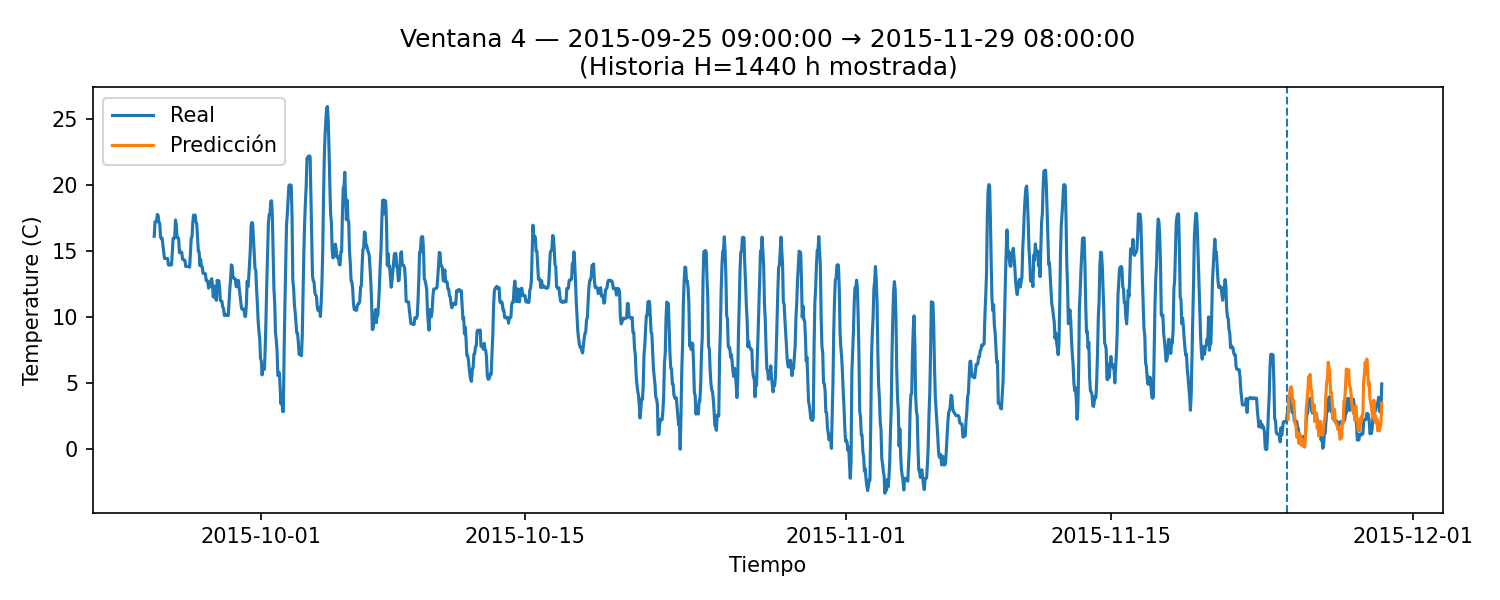 Ventana 4 — 2015-09-25 09:00:00 → 2015-11-29 08:00:00
(Historia H=1440 h mostrada)
Real
Predicción
Temperature (C)
25
20
15
10
5
0
2015-10-01
2015-10-15
2015-11-01
2015-11-15
2015-12-01
Tiempo